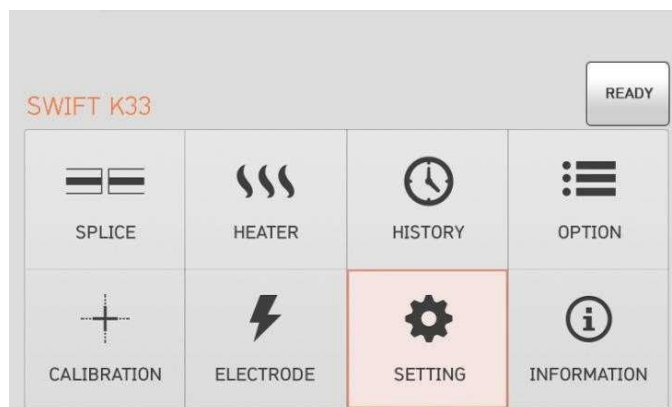 READY
SWIFT K33
SPLICE HEATER HISTORY OPTION
CALIBRATION ELECTRODE SETTING INFORMATION